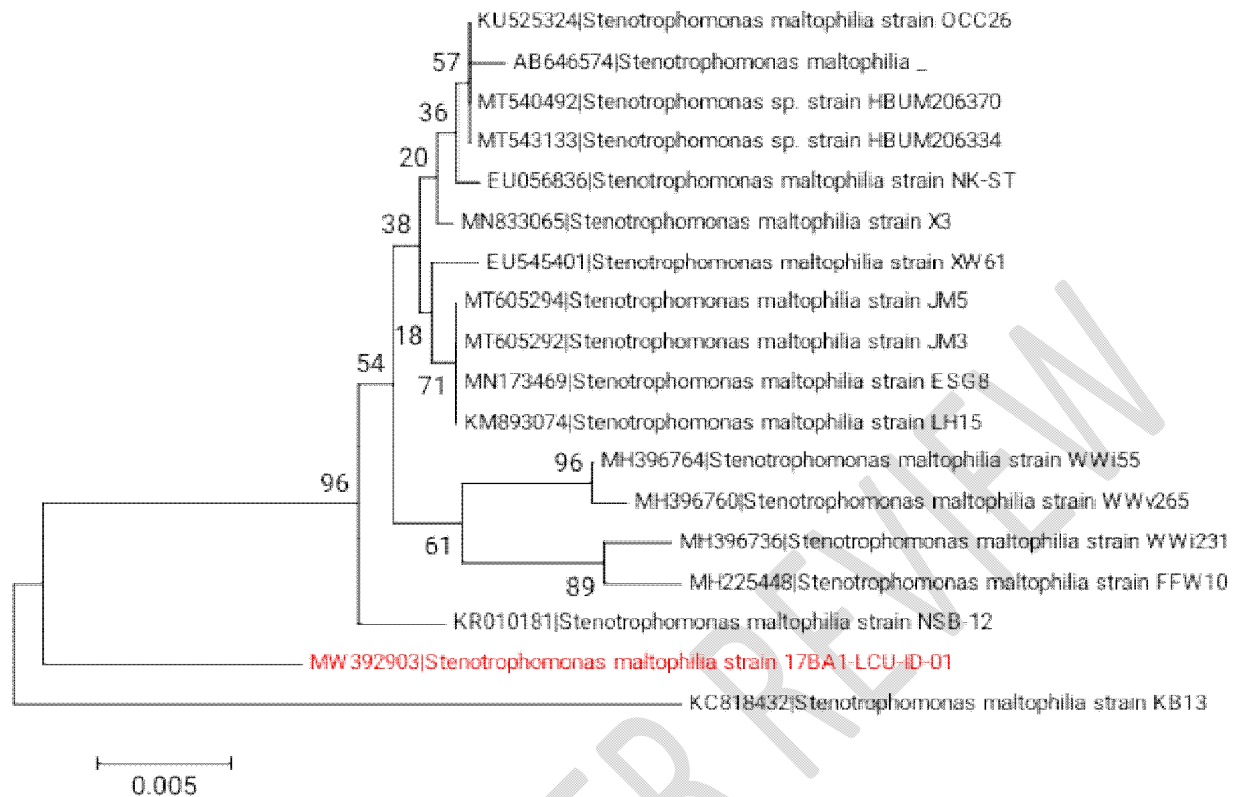 KU525324|Stenotrophomonas maltophilia strain OCC26
57
AB646574|Stenotrophomonas maltophilia _
MT540492|Stenotrophomonas sp. strain HBUM206370
36
MT543133|Stenotrophomonas sp. strain HBUM206334
20
EU056836|Stenotrophomonas maltophilia strain NK-ST
38
MN833065|Stenotrophomonas maltophilia strain X3
EU545401|Stenotrophomonas maltophilia strain XW61
MT605294|Stenotrophomonas maltophilia strain JM5
18
MT605292|Stenotrophomonas maltophilia strain JM3
54
71
MN173469|Stenotrophomonas maltophilia strain ESG8
KM893074|Stenotrophomonas maltophilia strain LH15
96
MH396764|Stenotrophomonas maltophilia strain WWi55
96
MH396760|Stenotrophomonas maltophilia strain WWv265
61
MH396736|Stenotrophomonas maltophilia strain WWi231
89
MH225448|Stenotrophomonas maltophilia strain FFW10
KR010181|Stenotrophomonas maltophilia strain NSB-12
MW392903|Stenotrophomonas maltophilia strain 17BA1-LCU-ID-01
KC818432|Stenotrophomonas maltophilia strain KB13
0.005
ER REVIEW